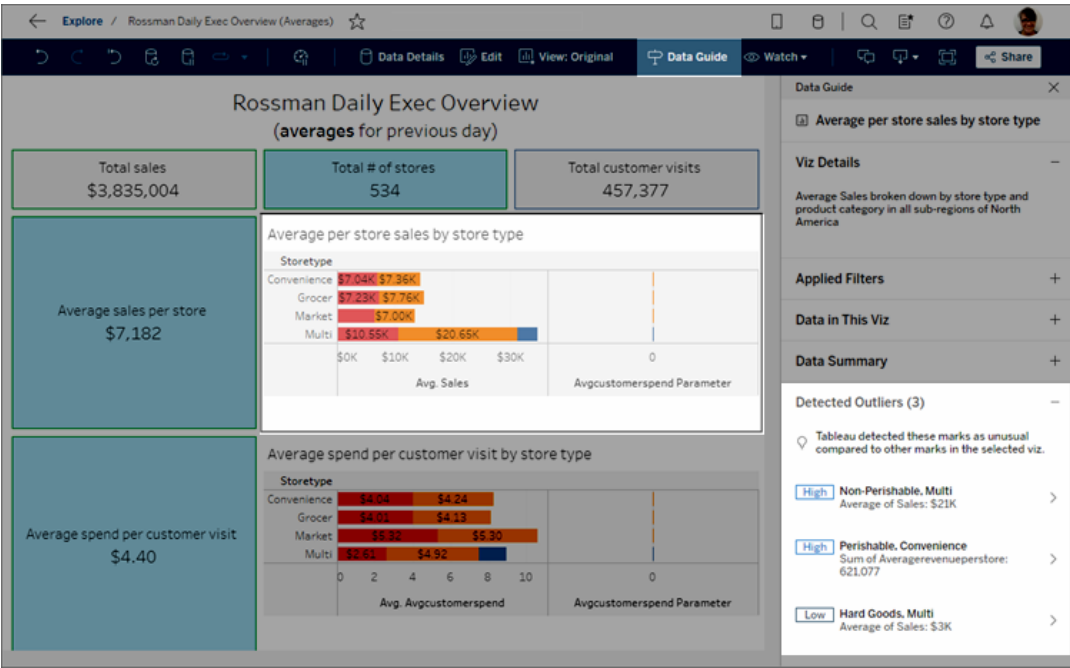 Explore / Rossman Daily Exec Overview (Averages)
Data Details Edit View: Original Data Guide Watch Share
Rossman Daily Exec Overview
(averages for previous day)
Total sales
$3,835,004
Total # of stores
534
Total customer visits
457,377
Average sales per store
$7,182
Average per store sales by store type
Storetype
Convenience $7.04K $7.36K
Grocer $7.23K $7.76K
Market $7.00K
Multi $10.55K $20.65K
$0K $10K $20K $30K 0
Avg. Sales Avgcustomerspend Parameter
Average spend per customer visit
$4.40
Average spend per customer visit by store type
Storetype
Convenience $4.04 $4.24
Grocer $4.01 $4.13
Market $5.32 $5.30
Multi $2.61 $4.92
0 2 4 6 8 10 0
Avg. Avgcustomerspend Avgcustomerspend Parameter
Data Guide
Average per store sales by store type
Viz Details
Average Sales broken down by store type and
product category in all sub-regions of North
America
Applied Filters
Data in This Viz
Data Summary
Detected Outliers (3)
Tableau detected these marks as unusual
compared to other marks in the selected viz.
High Non-Perishable, Multi
Average of Sales: $21K
High Perishable, Convenience
Sum of Averagerevenueperstore:
621,077
Low Hard Goods, Multi
Average of Sales: $3K